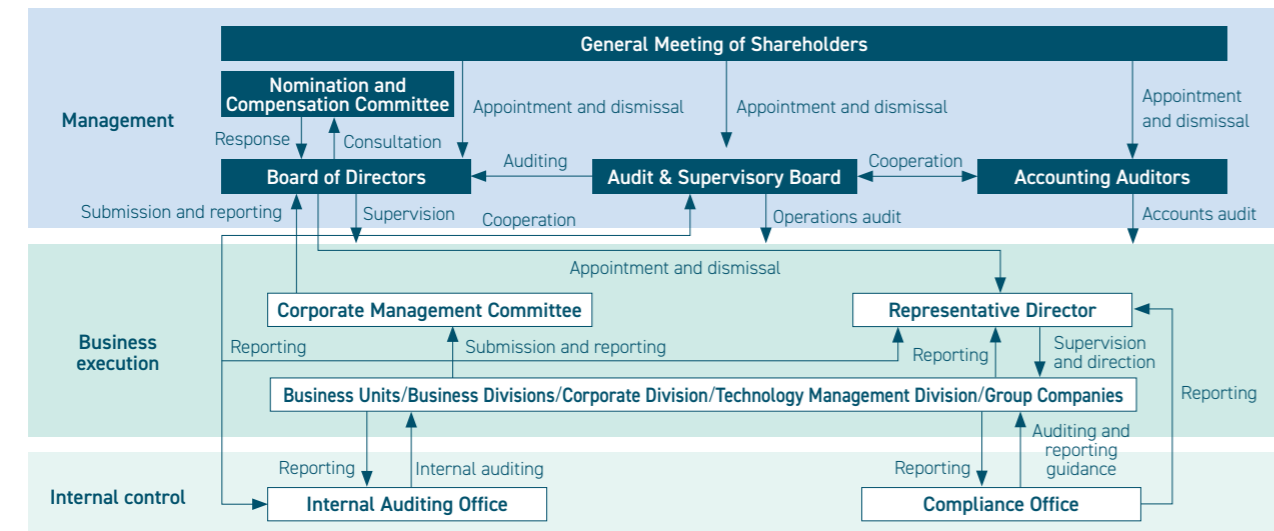 General Meeting of Shareholders
Nomination and
Compensation Committee
Management
Appointment and dismissal
Appointment and dismissal
Appointment
and dismissal
Response
Consultation
Auditing
Cooperation
Board of Directors
Audit & Supervisory Board
Accounting Auditors
Submission and reporting
Supervision
Cooperation
Operations audit
Accounts audit
Appointment and dismissal
Corporate Management Committee
Representative Director
Business
execution
Reporting
Submission and reporting
Reporting
Supervision
and direction
Business Units/Business Divisions/Corporate Division/Technology Management Division/Group Companies
Reporting
Reporting
Internal auditing
Reporting
Auditing and
reporting
guidance
Internal control
Internal Auditing Office
Compliance Office